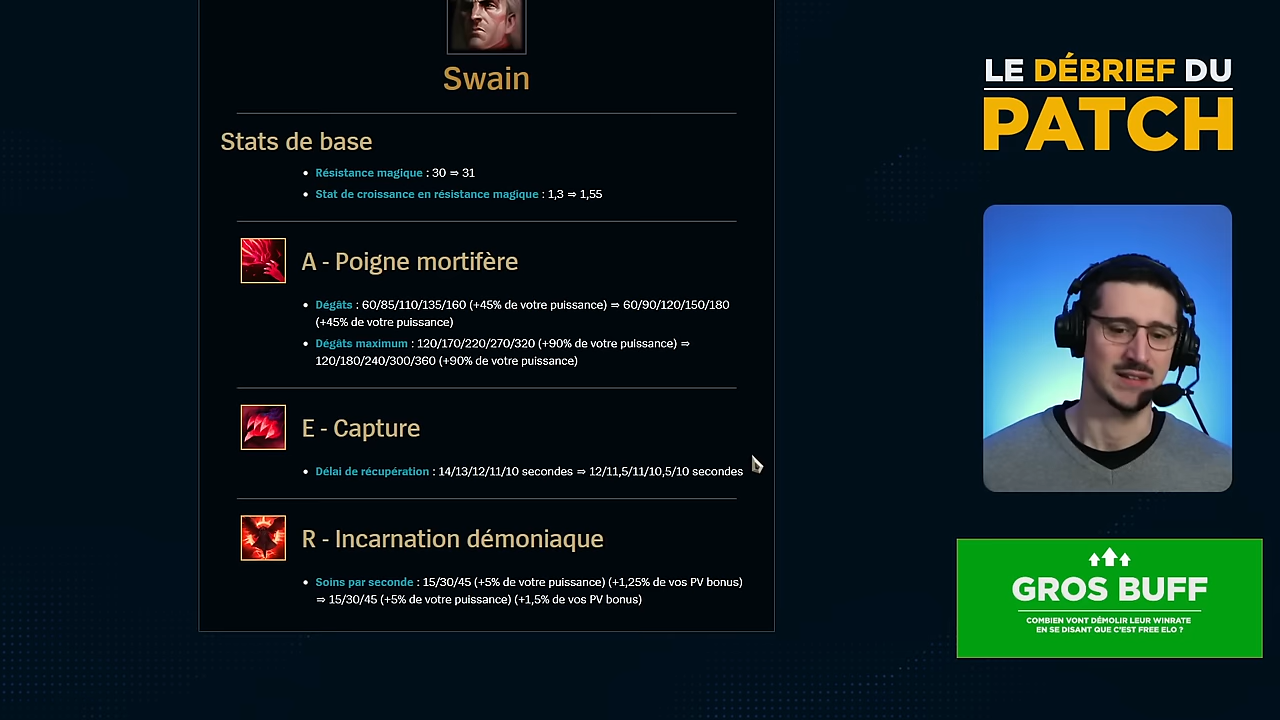 Swain
Stats de base
• Résistance magique : 30 ⇒ 31
• Stat de croissance en résistance magique : 1,3 ⇒ 1,55
A - Poigne mortifère
• Dégâts : 60/85/110/135/160 (+45% de votre puissance) ⇒ 60/90/120/150/180
(+45% de votre puissance)
• Dégâts maximum : 120/170/220/270/320 (+90% de votre puissance) ⇒
120/180/240/300/360 (+90% de votre puissance)
E - Capture
• Délai de récupération : 14/13/12/11/10 secondes ⇒ 12/11,5/11/10,5/10 secondes
R - Incarnation démoniaque
• Soins par seconde : 15/30/45 (+5% de votre puissance) (+1,25% de vos PV bonus)
⇒ 15/30/45 (+5% de votre puissance) (+1,5% de vos PV bonus)
LE DÉBRIEF DU
PATCH
GROS BUFF
COMBIEN VONT DÉMOLIR LEUR WINRATE
EN SE DISANT QUE C'EST FREE ELO ?